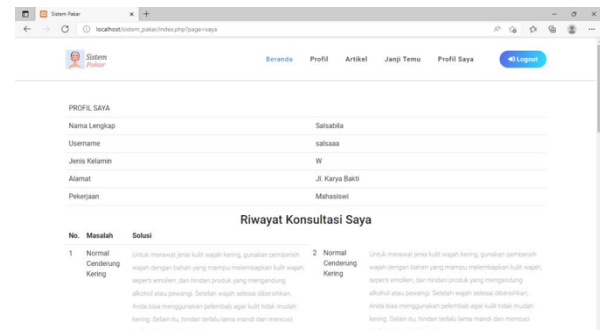 Sistem Pakar
localhost/sistem_pakar/index.php?page=saya
Sistem
Pakar
Beranda Profil Artikel Janji Temu Profil Saya Logout
PROFIL SAYA
Nama Lengkap Salsabila
Username salsaaa
Jenis Kelamin W
Alamat Jl. Karya Bakti
Pekerjaan Mahasiswi
Riwayat Konsultasi Saya
No. Masalah Solusi
1 Normal
Cenderung
Kering
Untuk merawat jenis kulit wajah kering, gunakan pembersih
wajah dengan bahan yang mampu melembapkan kulit wajah,
seperti emolien, dan hindari produk yang mengandung
alkohol atau pewangi. Setelah wajah selesai dibersihkan,
Anda bisa menggunakan pelembab agar kulit tidak mudah
kering. Selain itu, hindari terlalu lama mandi dan mencuci
2 Normal
Cenderung
Kering
Untuk merawat jenis kulit wajah kering, gunakan pembersih
wajah dengan bahan yang mampu melembapkan kulit wajah,
seperti emolien, dan hindari produk yang mengandung
alkohol atau pewangi. Setelah wajah selesai dibersihkan,
Anda bisa menggunakan pelembab agar kulit tidak mudah
kering. Selain itu, hindari terlalu lama mandi dan mencuci